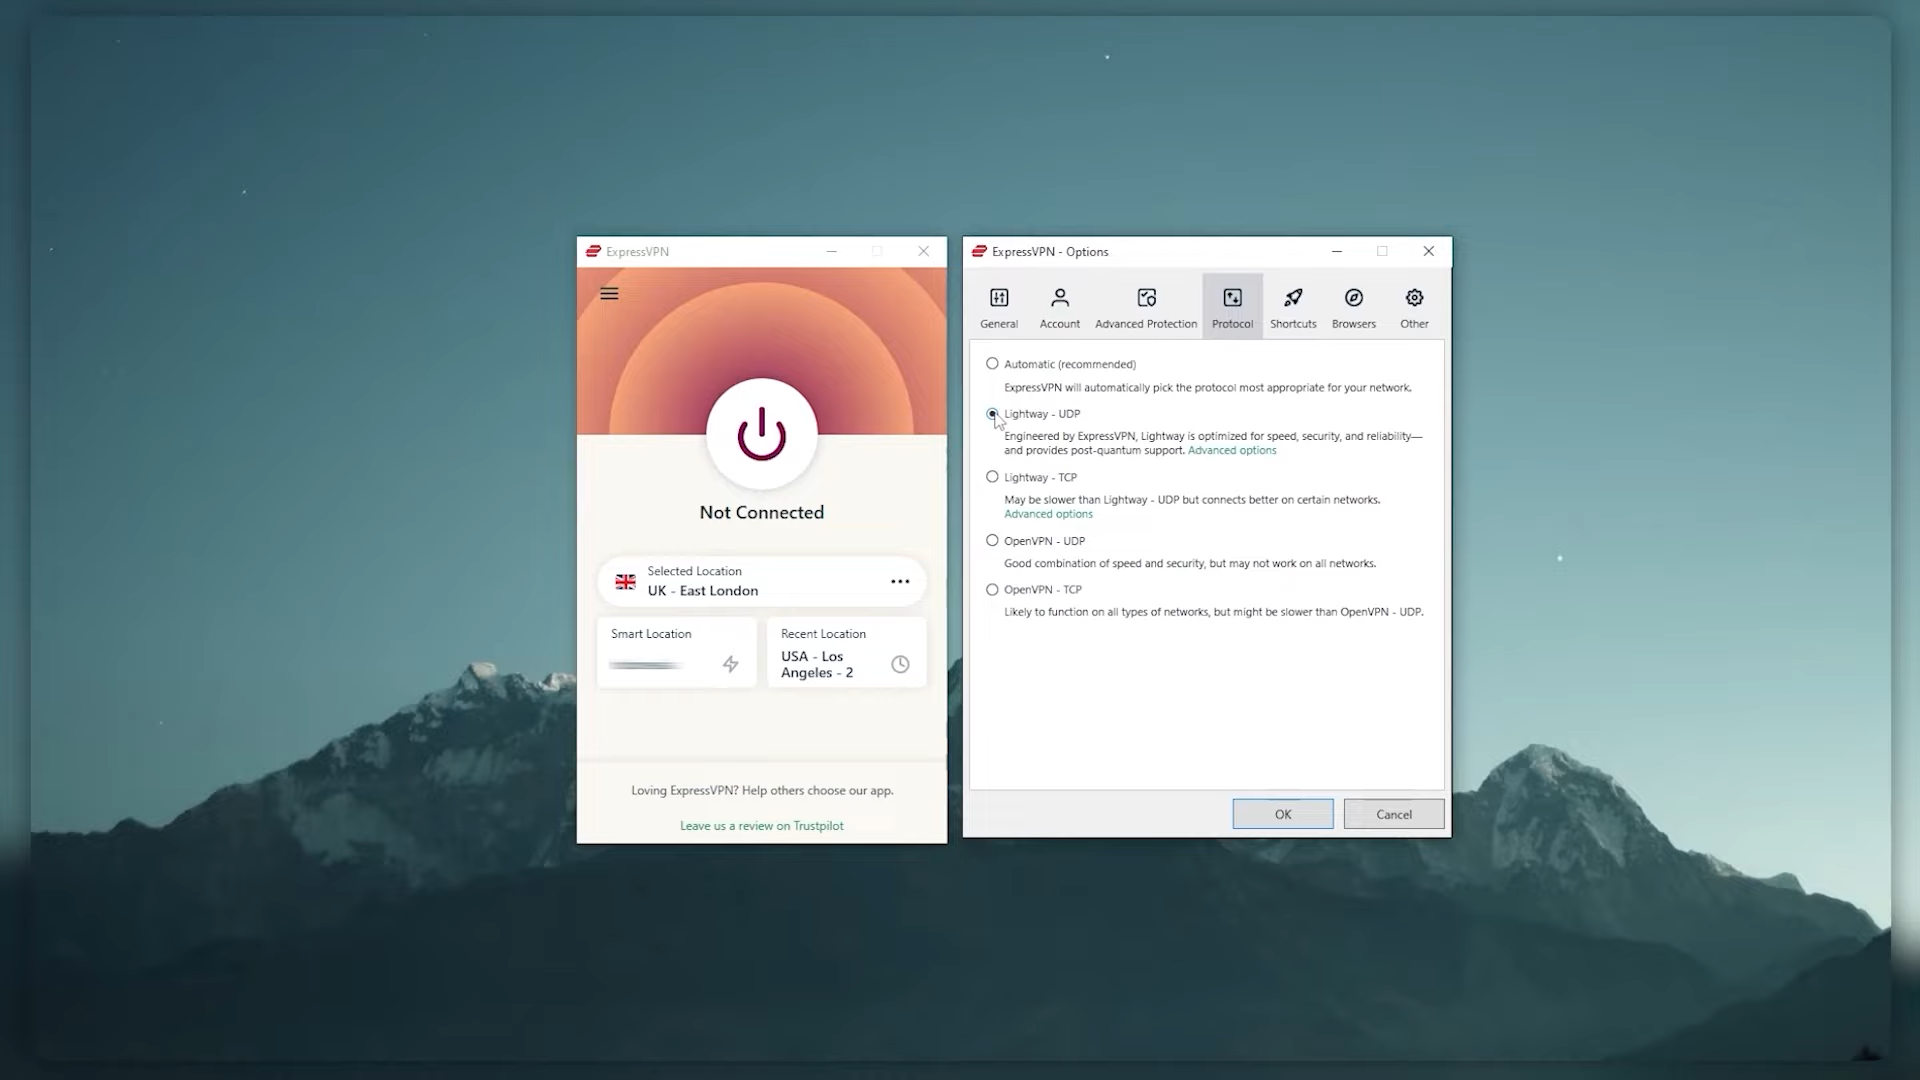 ExpressVPN
Not Connected
Selected Location
UK - East London
Smart Location
Recent Location
USA - Los
Angeles - 2
Loving ExpressVPN? Help others choose our app.
Leave us a review on Trustpilot
ExpressVPN - Options
General
Account
Advanced Protection
Protocol
Shortcuts
Browsers
Other
Automatic (recommended)
ExpressVPN will automatically pick the protocol most appropriate for your network.
Lightway - UDP
Engineered by ExpressVPN, Lightway is optimized for speed, security, and reliability—
and provides post-quantum support. Advanced options
Lightway - TCP
May be slower than Lightway - UDP but connects better on certain networks.
Advanced options
OpenVPN - UDP
Good combination of speed and security, but may not work on all networks.
OpenVPN - TCP
Likely to function on all types of networks, but might be slower than OpenVPN - UDP.
OK
Cancel